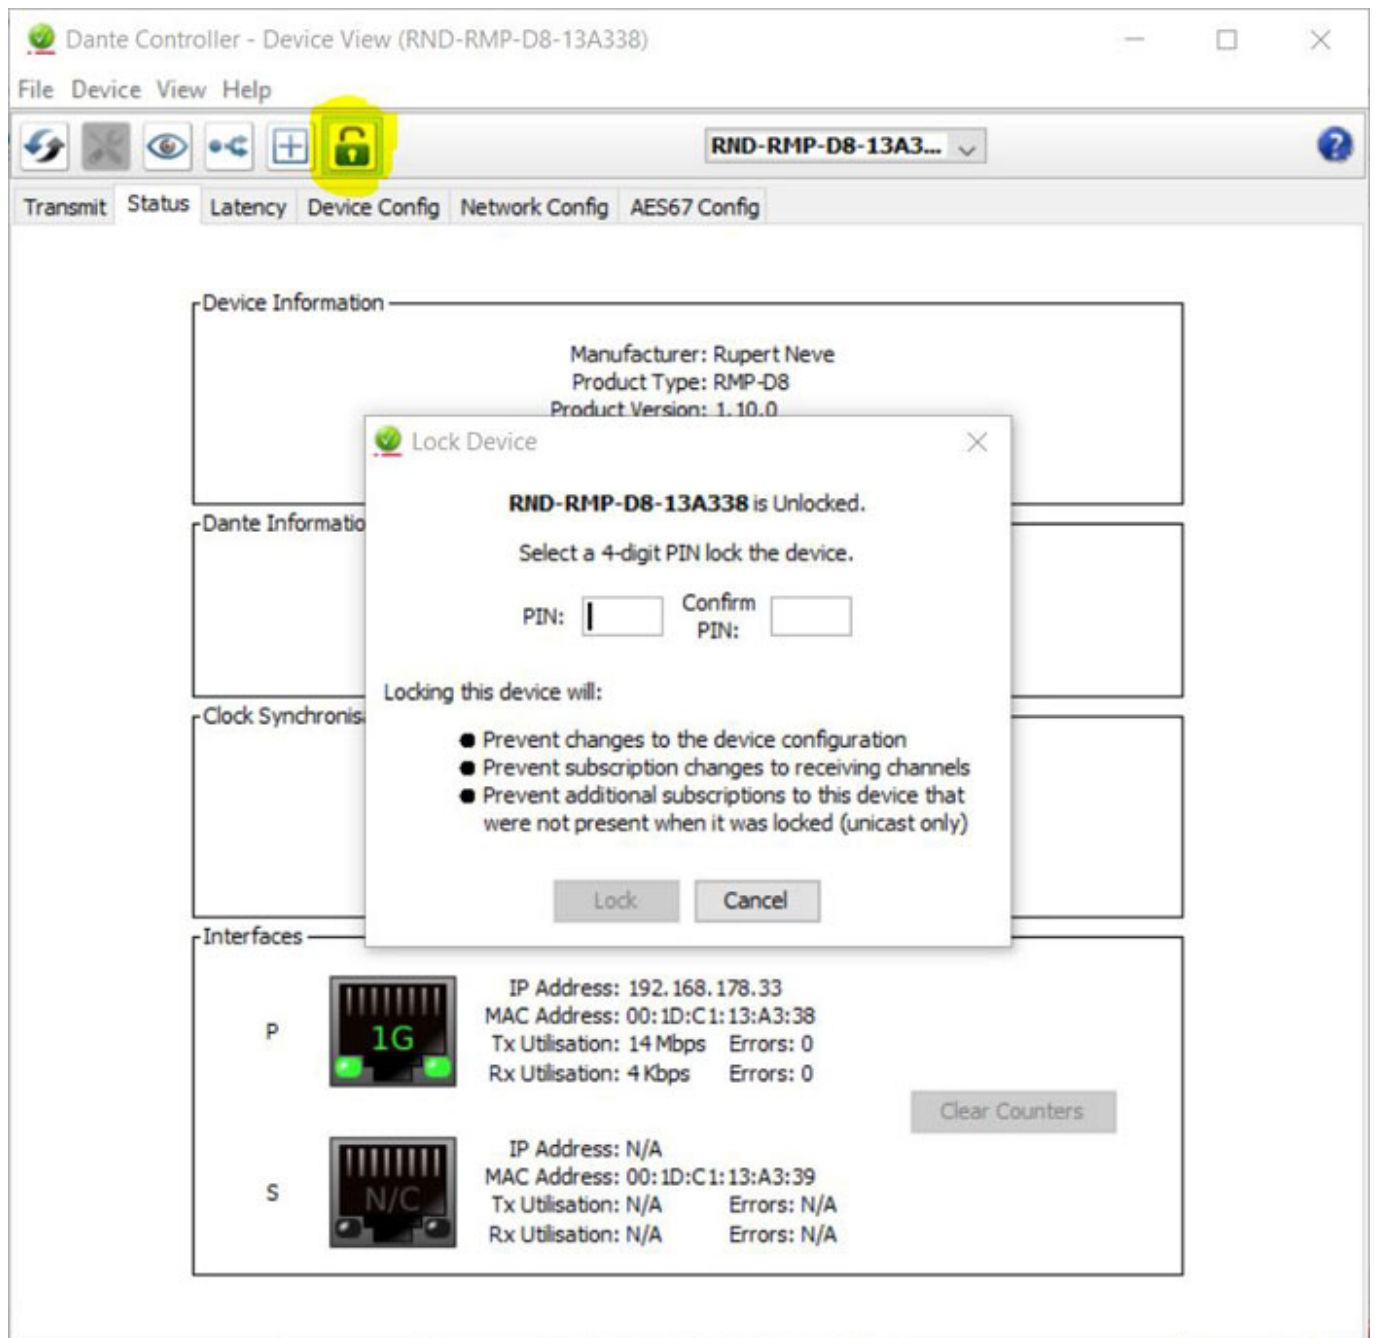 Dante Controller - Device View (RND-RMP-D8-13A338)
File Device View Help
RND-RMP-D8-13A3...
Transmit Status Latency Device Config Network Config AES67 Config
Device Information
Manufacturer: Rupert Neve
Product Type: RMP-D8
Product Version: 1.10.0
Lock Device
RND-RMP-D8-13A338 is Unlocked.
Dante Informatio
Select a 4-digit PIN lock the device.
PIN:
Confirm
PIN:
Locking this device will:
Clock Synchronis
Prevent changes to the device configuration
Prevent subscription changes to receiving channels
Prevent additional subscriptions to this device that
were not present when it was locked (unicast only)
Lock Cancel
Interfaces
P
1G
IP Address: 192.168.178.33
MAC Address: 00:1D:C1:13:A3:38
Tx Utilisation: 14 Mbps Errors: 0
Rx Utilisation: 4 Kbps Errors: 0
Clear Counters
S
N/C
IP Address: N/A
MAC Address: 00:1D:C1:13:A3:39
Tx Utilisation: N/A Errors: N/A
Rx Utilisation: N/A Errors: N/A